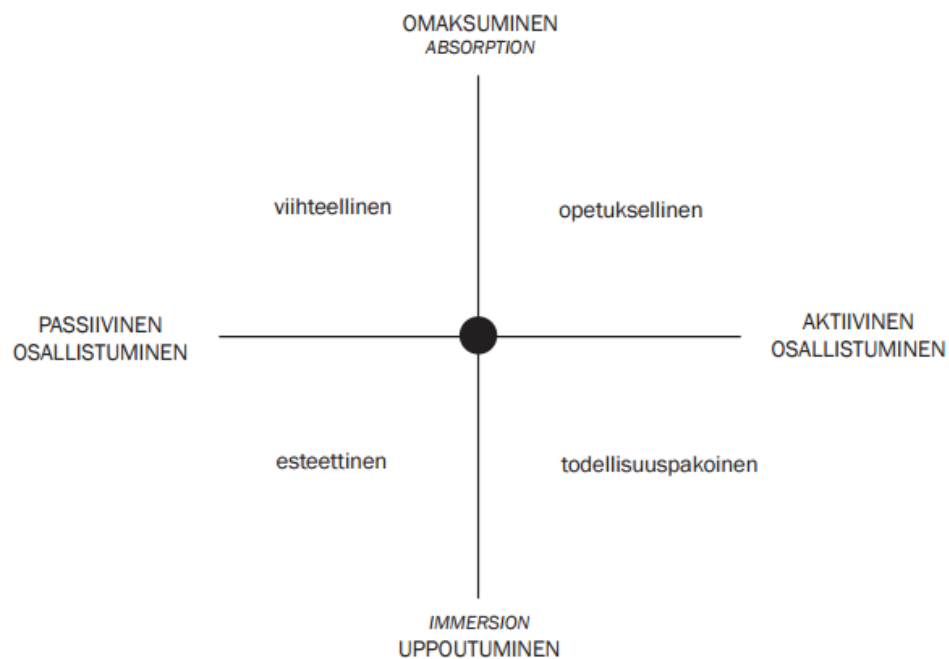 OMAKSUMINEN
ABSORPTION
viihteellinen
opetuksellinen
PASSIIVINEN
OSALLISTUMINEN
AKTIIVINEN
OSALLISTUMINEN
esteettinen
todellisuuspakoinen
IMMERSION
UPPOUTUMINEN